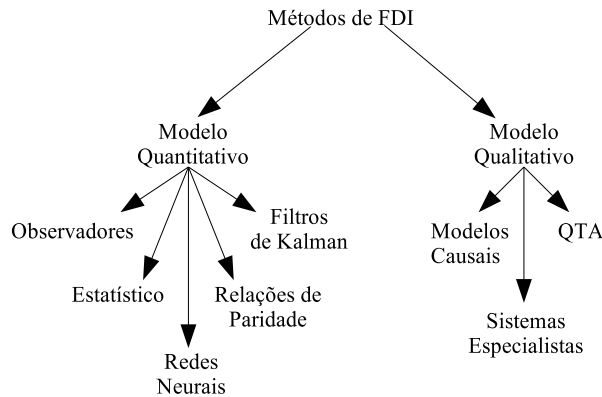 Métodos de FDI
Modelo
Quantitativo
Modelo
Qualitativo
Observadores
Filtros
de Kalman
Estatístico
Relações de
Paridade
Redes
Neurais
Modelos
Causais
QTA
Sistemas
Especialistas